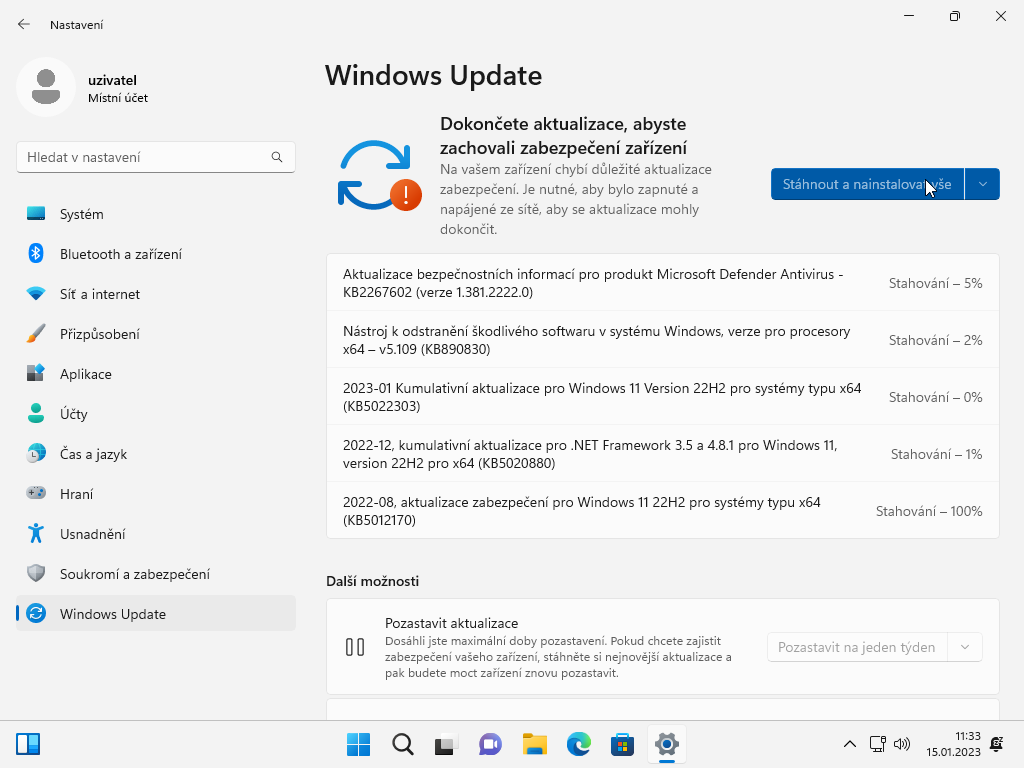 Nastavení
uzivatel
Místní účet
Hledat v nastavení
Systém
Bluetooth a zařízení
Síť a internet
Přizpůsobení
Aplikace
Účty
Čas a jazyk
Hraní
Usnadnění
Soukromí a zabezpečení
Windows Update
Windows Update
Dokončete aktualizace, abyste
zachovali zabezpečení zařízení
Na vašem zařízení chybí důležité aktualizace
zabezpečení. Je nutné, aby bylo zapnuté a
napájené ze sítě, aby se aktualizace mohly
dokončit.
Stáhnout a nainstalovat vše
Aktualizace bezpečnostních informací pro produkt Microsoft Defender Antivirus -
KB2267602 (verze 1.381.2222.0)
Stahování – 5%
Nástroj k odstranění škodlivého softwaru v systému Windows, verze pro procesory
x64 – v5.109 (KB890830)
Stahování – 2%
2023-01 Kumulativní aktualizace pro Windows 11 Version 22H2 pro systémy typu x64
(KB5022303)
Stahování – 0%
2022-12, kumulativní aktualizace pro .NET Framework 3.5 a 4.8.1 pro Windows 11,
version 22H2 pro x64 (KB5020880)
Stahování – 1%
2022-08, aktualizace zabezpečení pro Windows 11 22H2 pro systémy typu x64
(KB5012170)
Stahování – 100%
Další možnosti
Pozastavit aktualizace
Dosáhli jste maximální doby pozastavení. Pokud chcete zajistit
zabezpečení vašeho zařízení, stáhněte si nejnovější aktualizace a
pak budete moct zařízení znovu pozastavit.
Pozastavit na jeden týden
11:33
15.01.2023